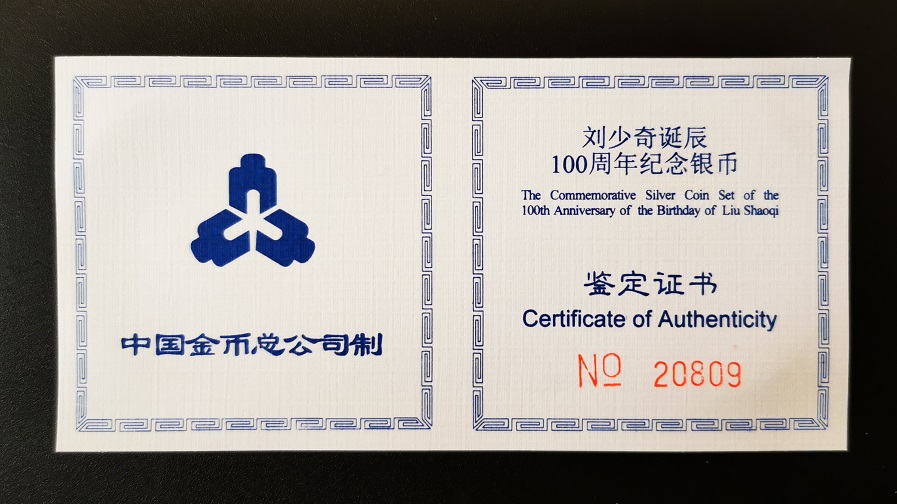 中国金币总公司制
刘少奇诞辰
100周年纪念银币
The Commemorative Silver Coin Set of the
100th Anniversary of the Birthday of Liu Shaoqi
鉴定证书
Certificate of Authenticity
NO 20809